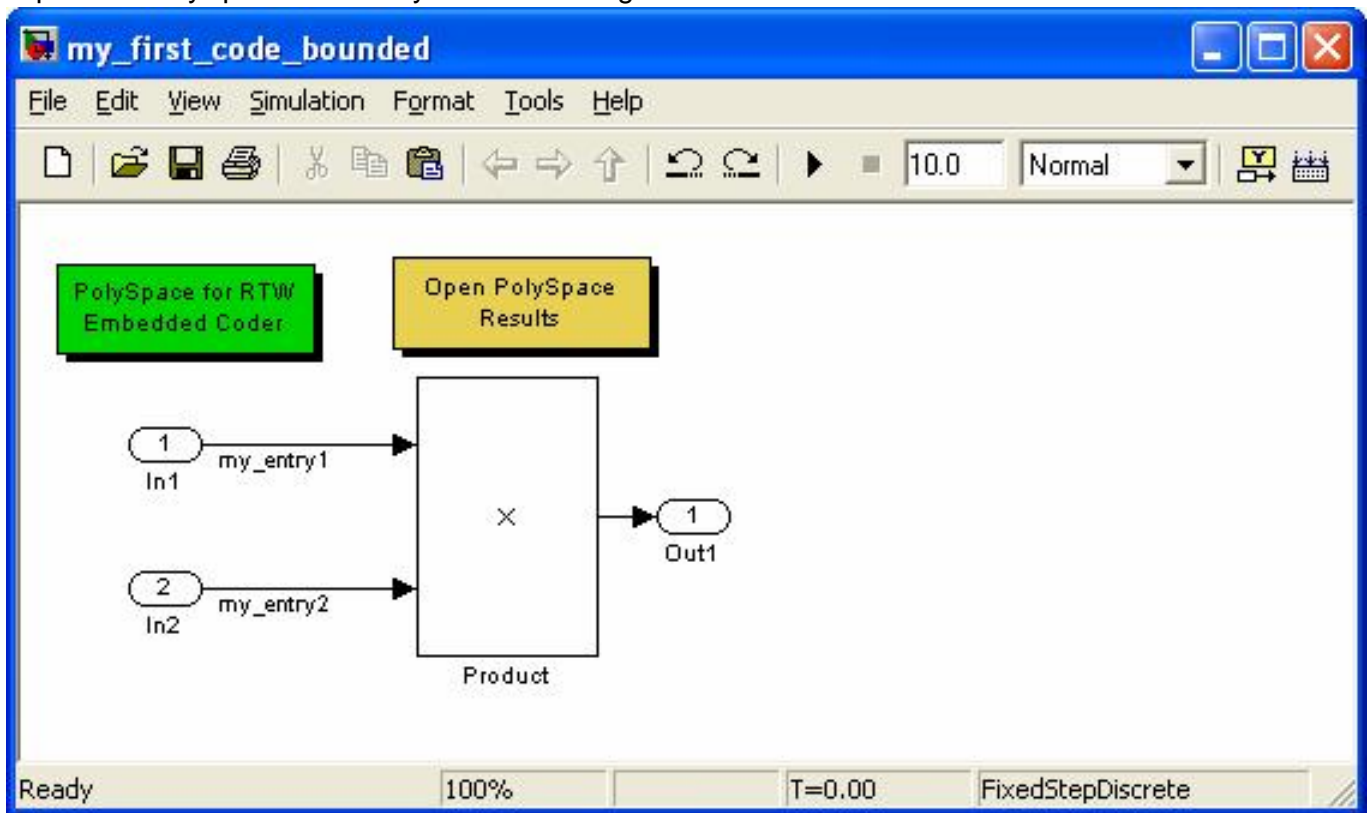 my_first_code_bounded
File Edit View Simulation Format Tools Help
10.0 Normal
PolySpace for RTW
Embedded Coder
Open PolySpace
Results
1
my_entry1
In1
×
1
Out1
2
my_entry2
In2
Product
Ready 100% T=0.00 FixedStepDiscrete